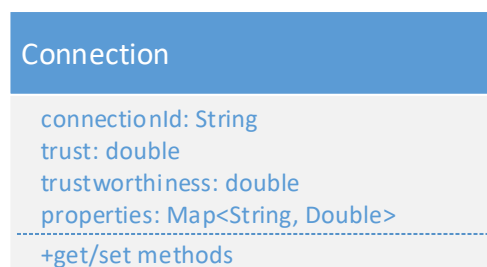 Connection
connectionId: String
trust: double
trustworthiness: double
properties: Map<String, Double>
+get/set methods